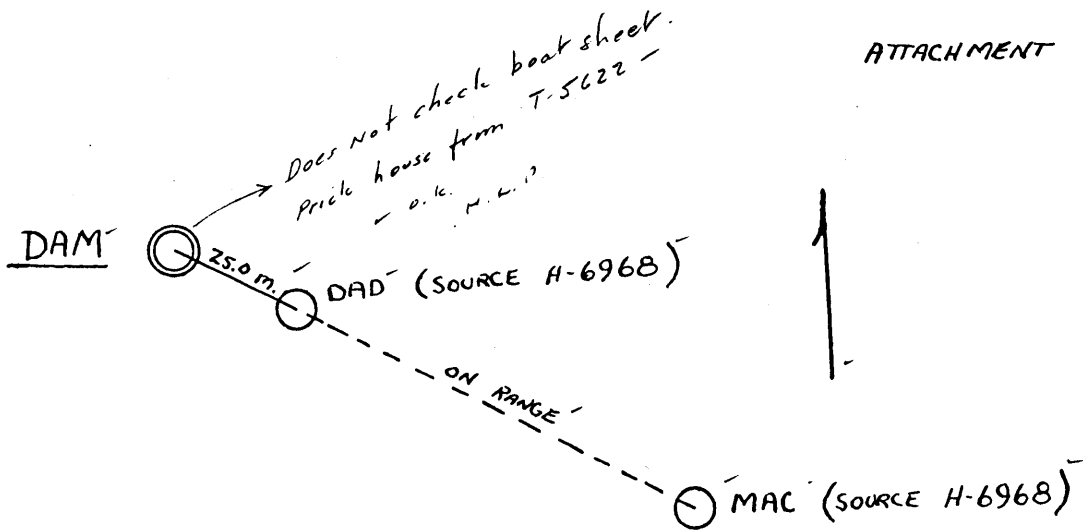 ATTACHMENT
Does not check boat sheet.
Prick house from T-5622 -
o.k.
DAM
25.0 m.
DAD (SOURCE H-6968)
ON RANGE
MAC (SOURCE H-6968)